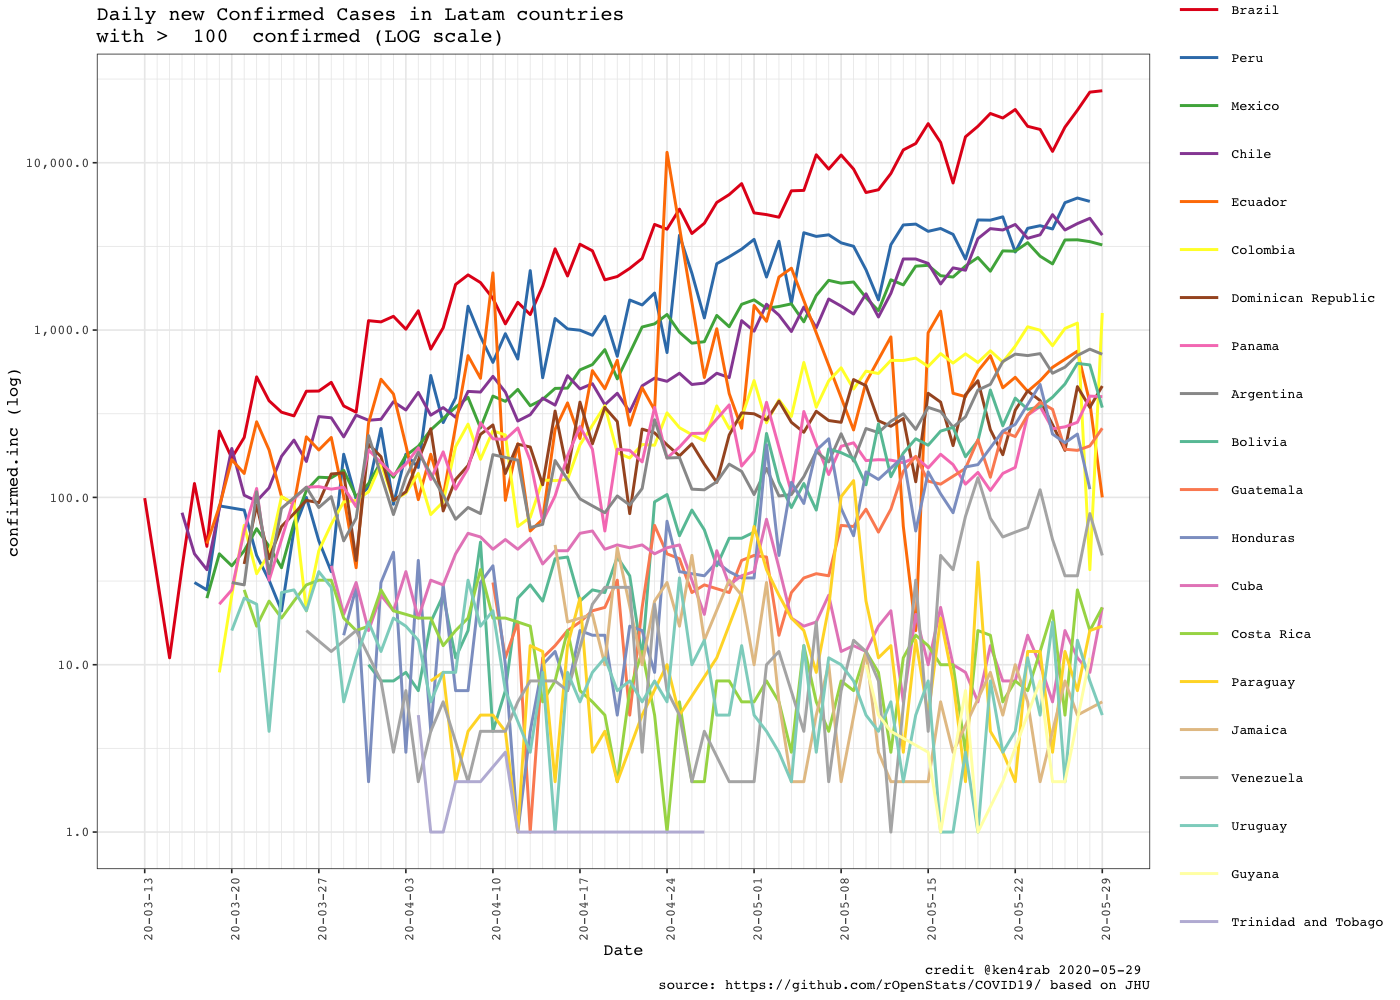 Daily new Confirmed Cases in Latam countries
with >  100  confirmed (LOG scale)
confirmed.inc (log)
10,000.0
1,000.0
100.0
10.0
1.0
20-03-13
20-03-20
20-03-27
20-04-03
20-04-10
20-04-17
20-04-24
20-05-01
20-05-08
20-05-15
20-05-22
20-05-29
Date
Brazil
Peru
Mexico
Chile
Ecuador
Colombia
Dominican Republic
Panama
Argentina
Bolivia
Guatemala
Honduras
Cuba
Costa Rica
Paraguay
Jamaica
Venezuela
Uruguay
Guyana
Trinidad and Tobago
credit @ken4rab 2020-05-29
source: https://github.com/rOpenStats/COVID19/ based on JHU